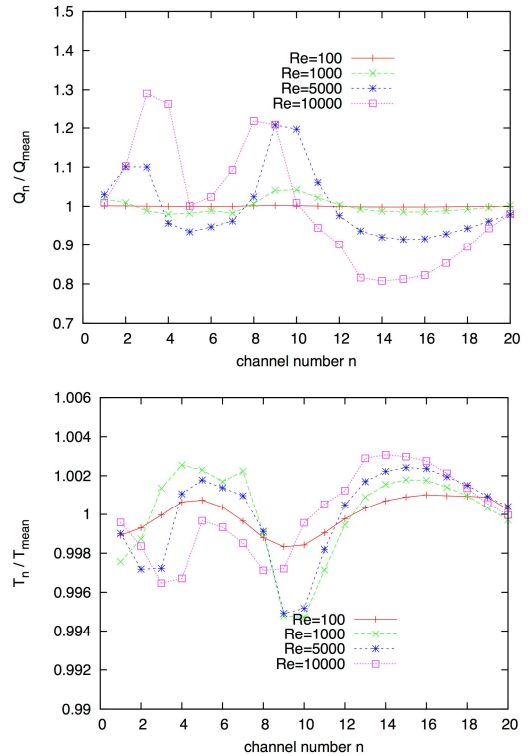 1.5
1.4
1.3
1.2
1.1
1
0.9
0.8
0.7
Q_n / Q_mean
Re=100
Re=1000
Re=5000
Re=10000
0 2 4 6 8 10 12 14 16 18 20
channel number n
1.006
1.004
1.002
1
0.998
0.996
0.994
0.992
0.99
T_n / T_mean
Re=100
Re=1000
Re=5000
Re=10000
0 2 4 6 8 10 12 14 16 18 20
channel number n